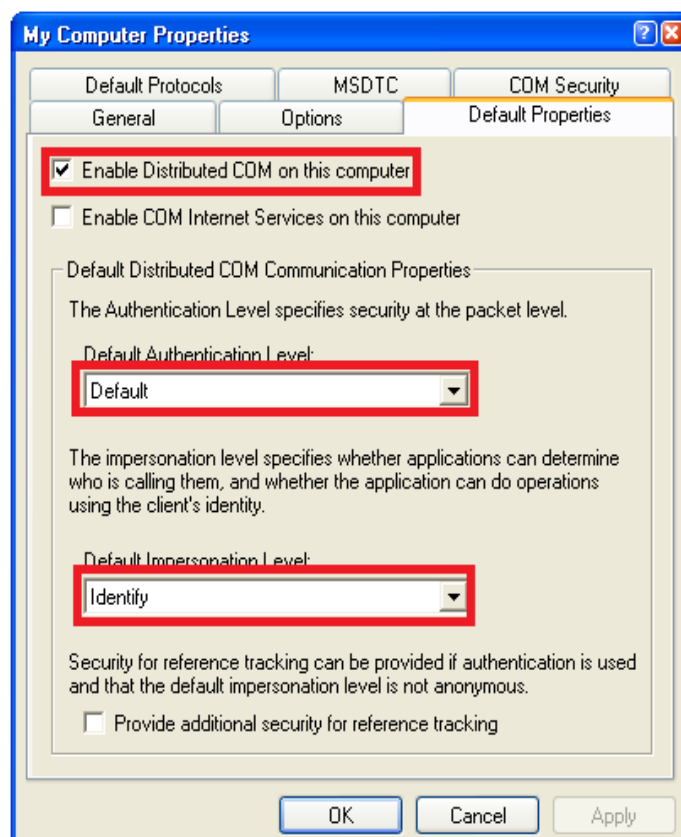 My Computer Properties
Default Protocols MSDTC COM Security
General Options Default Properties
Enable Distributed COM on this computer
Enable COM Internet Services on this computer
Default Distributed COM Communication Properties
The Authentication Level specifies security at the packet level.
Default Authentication Level:
Default
The impersonation level specifies whether applications can determine
who is calling them, and whether the application can do operations
using the client's identity.
Default Impersonation Level:
Identify
Security for reference tracking can be provided if authentication is used
and that the default impersonation level is not anonymous.
Provide additional security for reference tracking
OK Cancel Apply